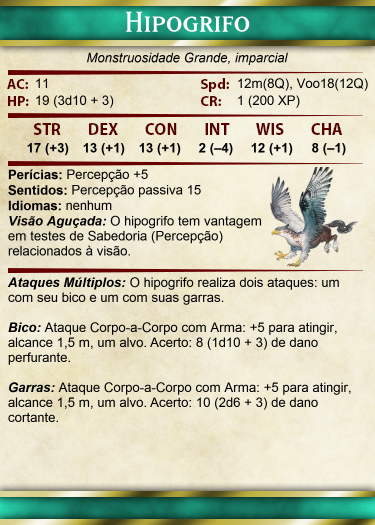 Hipogrifo
Monstruosidade Grande, imparcial
AC: 11 Spd: 12m(8Q), Voo18(12Q)
HP: 19 (3d10 + 3) CR: 1 (200 XP)
STR DEX CON INT WIS CHA
17 (+3) 13 (+1) 13 (+1) 2 (–4) 12 (+1) 8 (–1)
Perícias: Percepção +5
Sentidos: Percepção passiva 15
Idiomas: nenhum
Visão Aguçada: O hipogrifo tem vantagem
em testes de Sabedoria (Percepção)
relacionados à visão.
Ataques Múltiplos: O hipogrifo realiza dois ataques: um
com seu bico e um com suas garras.
Bico: Ataque Corpo-a-Corpo com Arma: +5 para atingir,
alcance 1,5 m, um alvo. Acerto: 8 (1d10 + 3) de dano
perfurante.
Garras: Ataque Corpo-a-Corpo com Arma: +5 para atingir,
alcance 1,5 m, um alvo. Acerto: 10 (2d6 + 3) de dano
cortante.